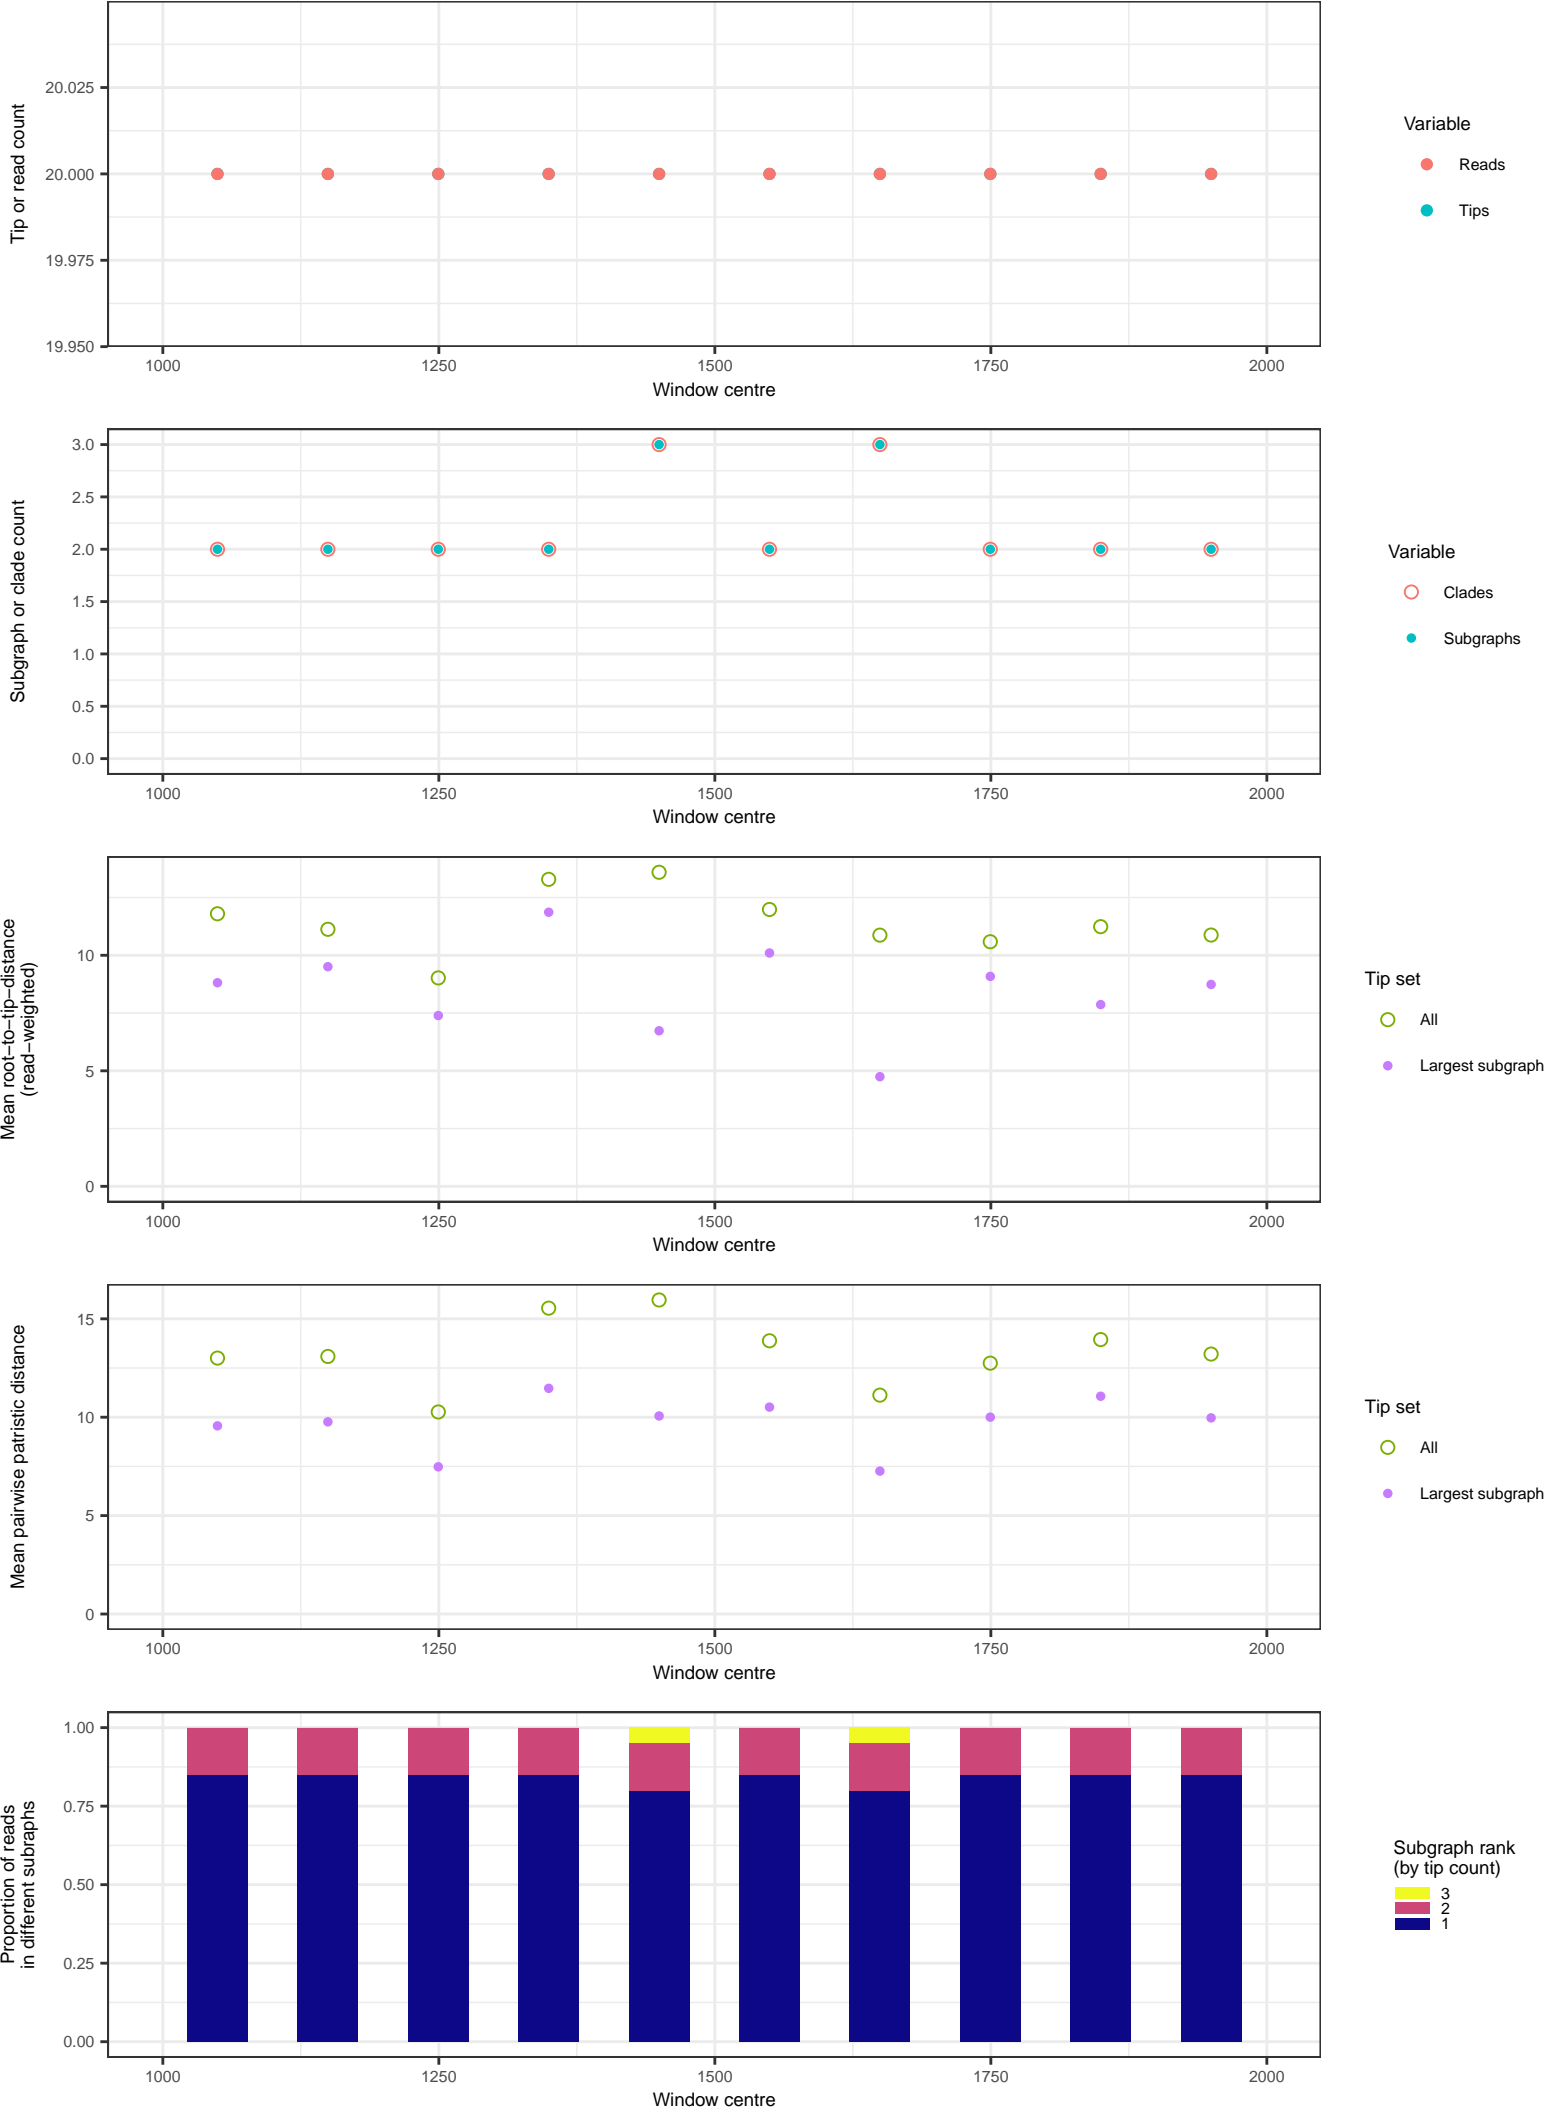 Tip or read count
20.025
20.000
19.975
19.950
1000
1250
1500
1750
2000
Window centre
Variable
Reads
Tips
Subgraph or clade count
3.0
2.5
2.0
1.5
1.0
0.5
0.0
1000
1250
1500
1750
2000
Window centre
Variable
Clades
Subgraphs
Mean root−to−tip−distance
(read−weighted)
10
5
0
1000
1250
1500
1750
2000
Window centre
Tip set
All
Largest subgraph
Mean pairwise patristic distance
15
10
5
0
1000
1250
1500
1750
2000
Window centre
Tip set
All
Largest subgraph
Proportion of reads
in different subraphs
1.00
0.75
0.50
0.25
0.00
1000
1250
1500
1750
2000
Window centre
Subgraph rank
(by tip count)
3
2
1